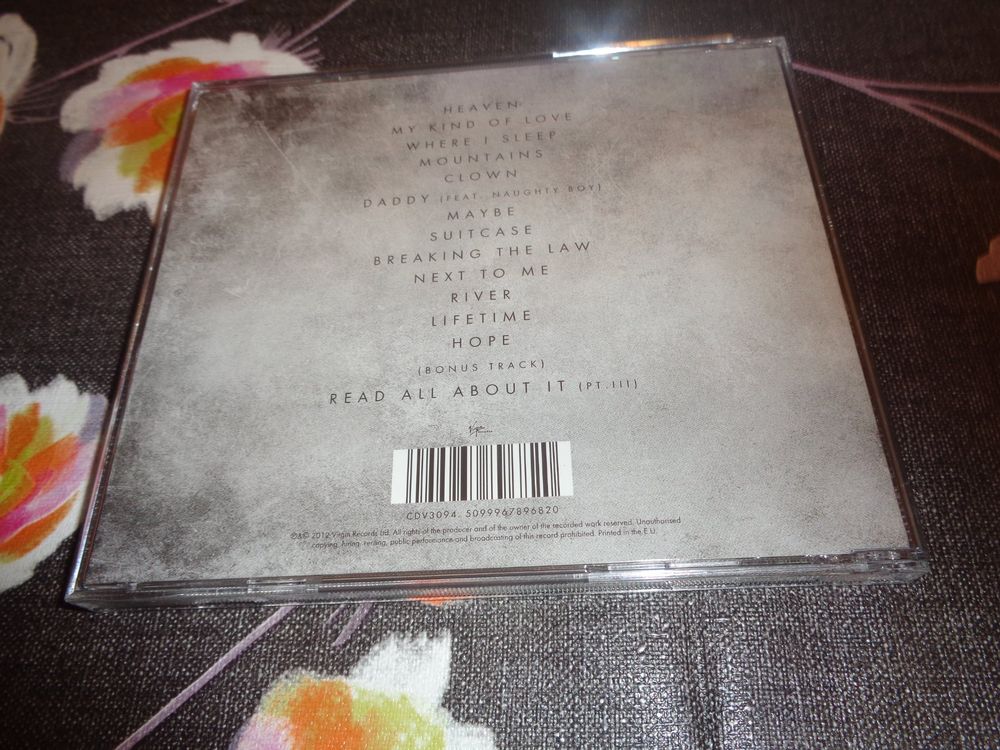 HEAVEN
MY KIND OF LOVE
WHERE I SLEEP
MOUNTAINS
CLOWN
DADDY (FEAT. NAUGHTY BOY)
MAYBE
SUITCASE
BREAKING THE LAW
NEXT TO ME
RIVER
LIFETIME
HOPE
(BONUS TRACK)
READ ALL ABOUT IT (PT.III)
CDV3094. 5099967896820
℗&© 2012 Virgin Records Ltd. All rights of the producer and of the owner of the recorded work reserved. Unauthorised
copying, hiring, renting, public performance and broadcasting of this record prohibited. Printed in the E.U.